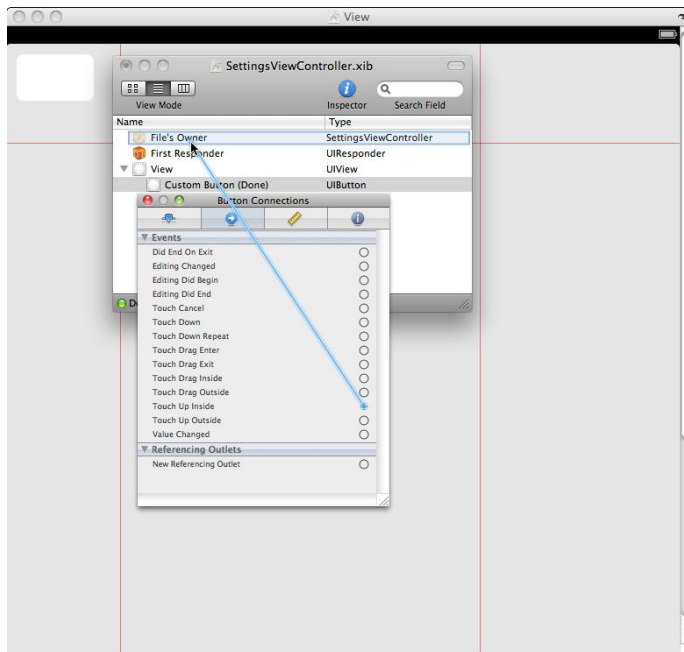 View
SettingsViewController.xib
View Mode
Inspector
Search Field
Name Type
File's Owner SettingsViewController
First Responder UIResponder
View UIView
Custom Button (Done) UIButton
Button Connections
Events
Did End On Exit
Editing Changed
Editing Did Begin
Editing Did End
Touch Cancel
Touch Down
Touch Down Repeat
Touch Drag Enter
Touch Drag Exit
Touch Drag Inside
Touch Drag Outside
Touch Up Inside
Touch Up Outside
Value Changed
Referencing Outlets
New Referencing Outlet